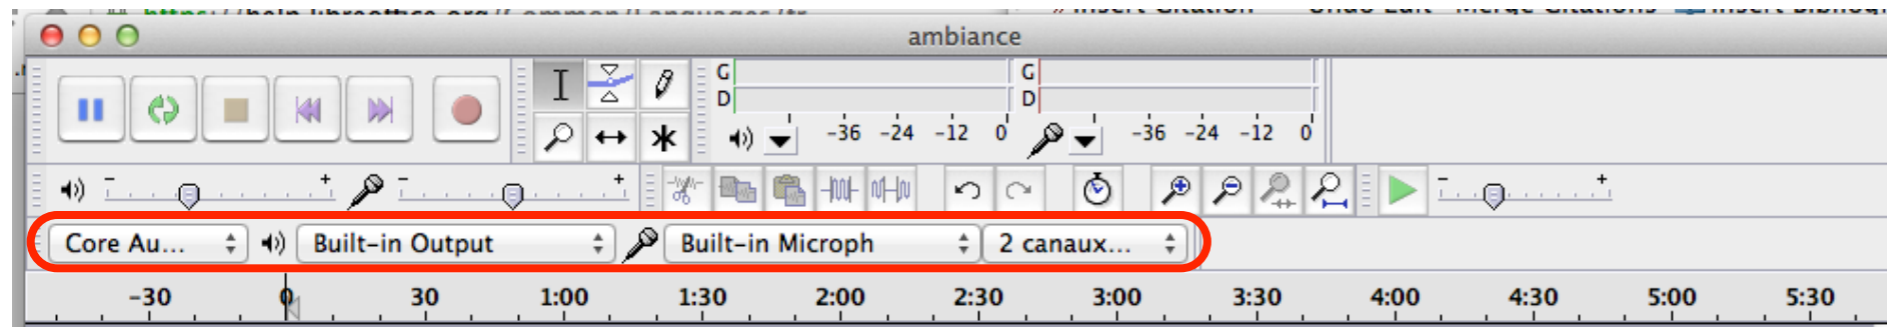 ambiance
G
D
G
D
-36 -24 -12 0
-36 -24 -12 0
- +
- +
- +
Core Au... Built-in Output Built-in Microph 2 canaux...
-30 0 30 1:00 1:30 2:00 2:30 3:00 3:30 4:00 4:30 5:00 5:30